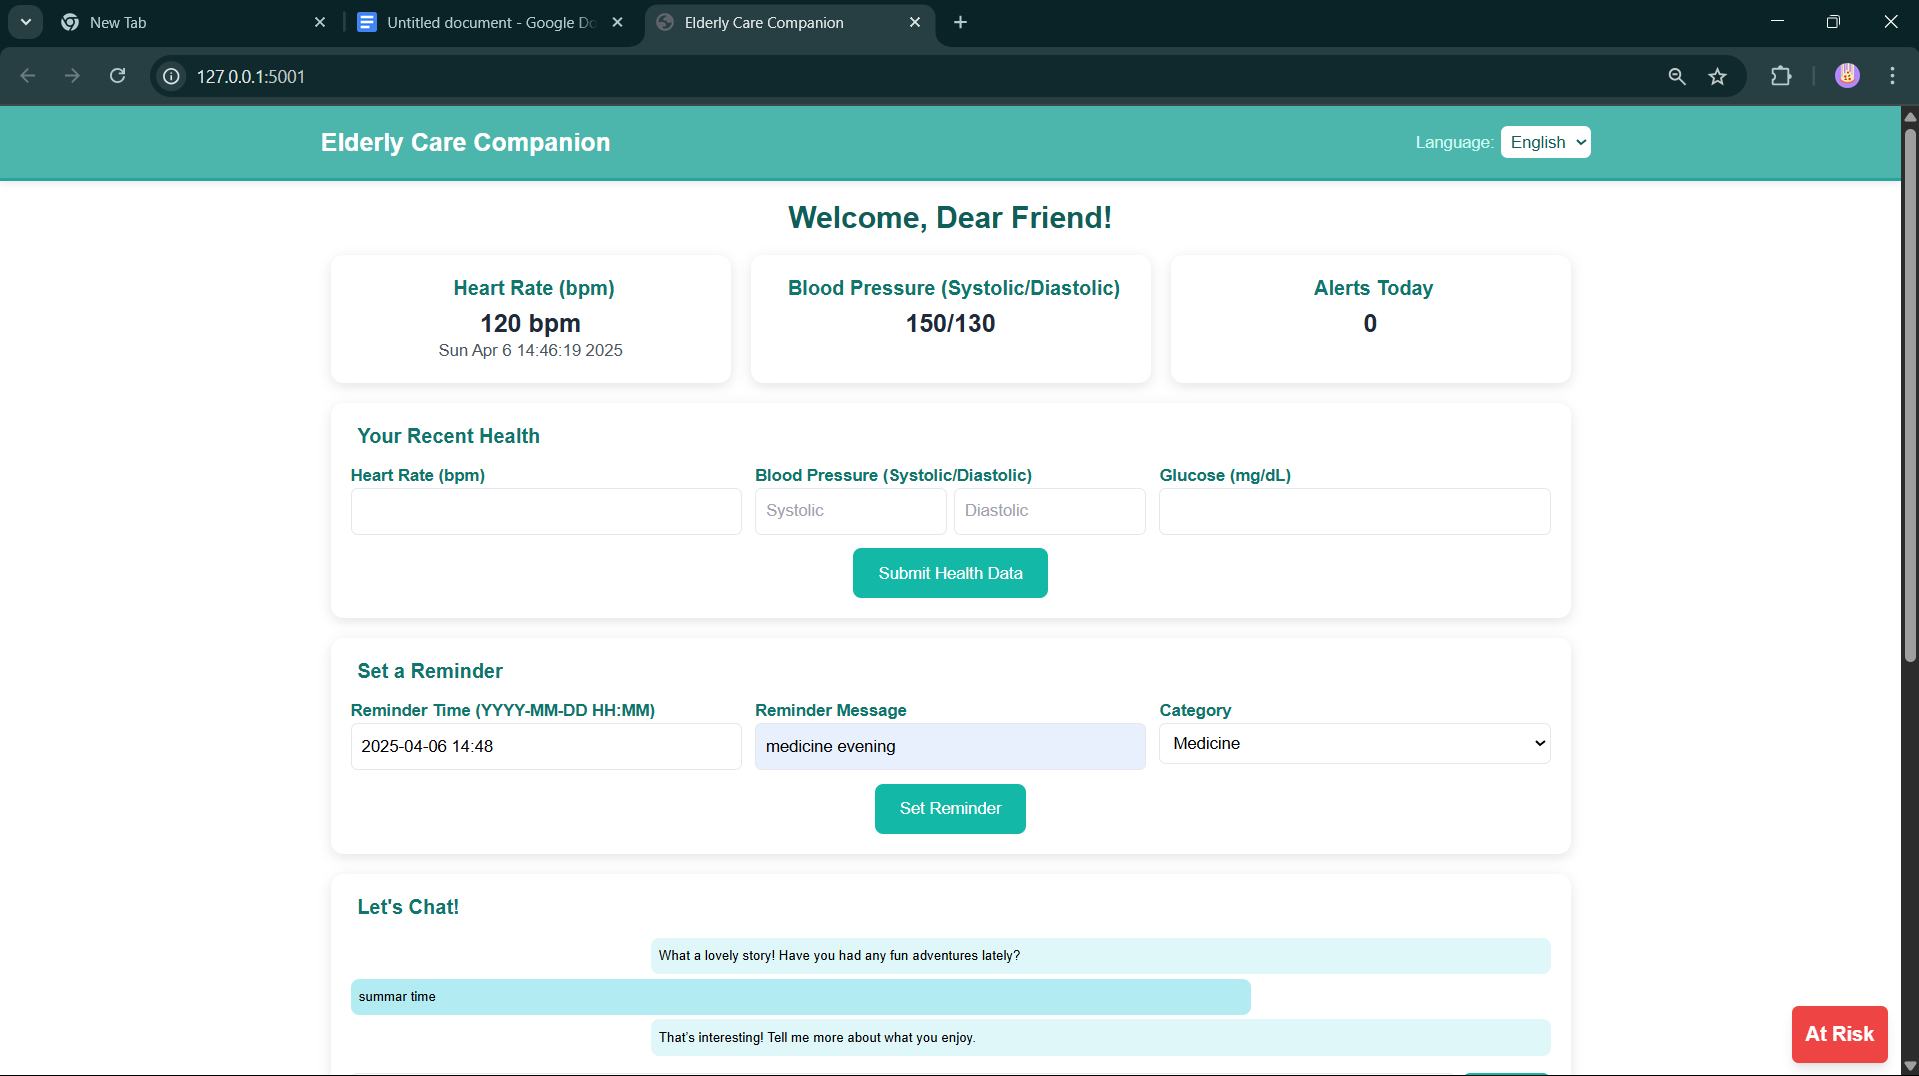 New Tab
Untitled document - Google Do
Elderly Care Companion
127.0.0.1:5001
Elderly Care Companion
Language: English
Welcome, Dear Friend!
Heart Rate (bpm)
120 bpm
Sun Apr 6 14:46:19 2025
Blood Pressure (Systolic/Diastolic)
150/130
Alerts Today
0
Your Recent Health
Heart Rate (bpm)
Blood Pressure (Systolic/Diastolic)
Systolic
Diastolic
Glucose (mg/dL)
Submit Health Data
Set a Reminder
Reminder Time (YYYY-MM-DD HH:MM)
2025-04-06 14:48
Reminder Message
medicine evening
Category
Medicine
Set Reminder
Let's Chat!
What a lovely story! Have you had any fun adventures lately?
summar time
That's interesting! Tell me more about what you enjoy.
At Risk